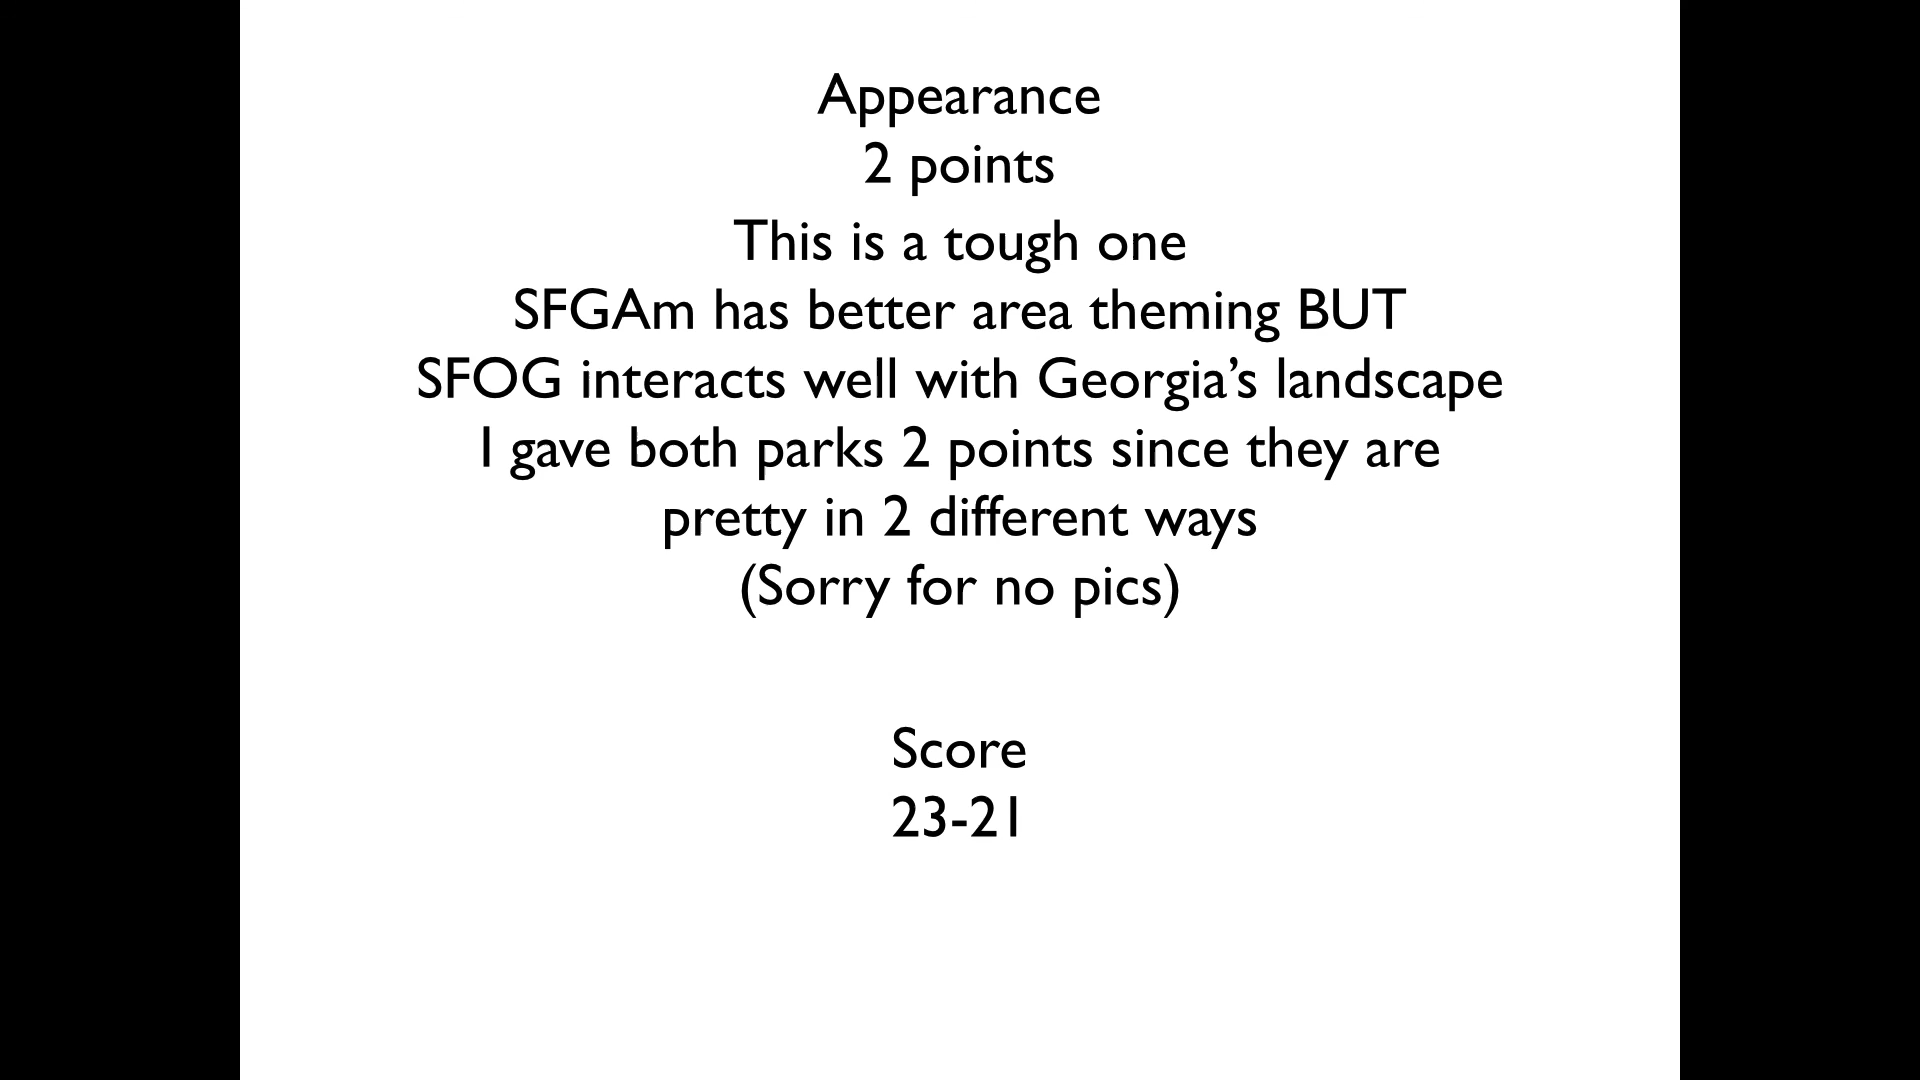 Appearance
2 points
This is a tough one
SFGAm has better area theming BUT
SFOG interacts well with Georgia’s landscape
I gave both parks 2 points since they are
pretty in 2 different ways
(Sorry for no pics)
Score
23-21